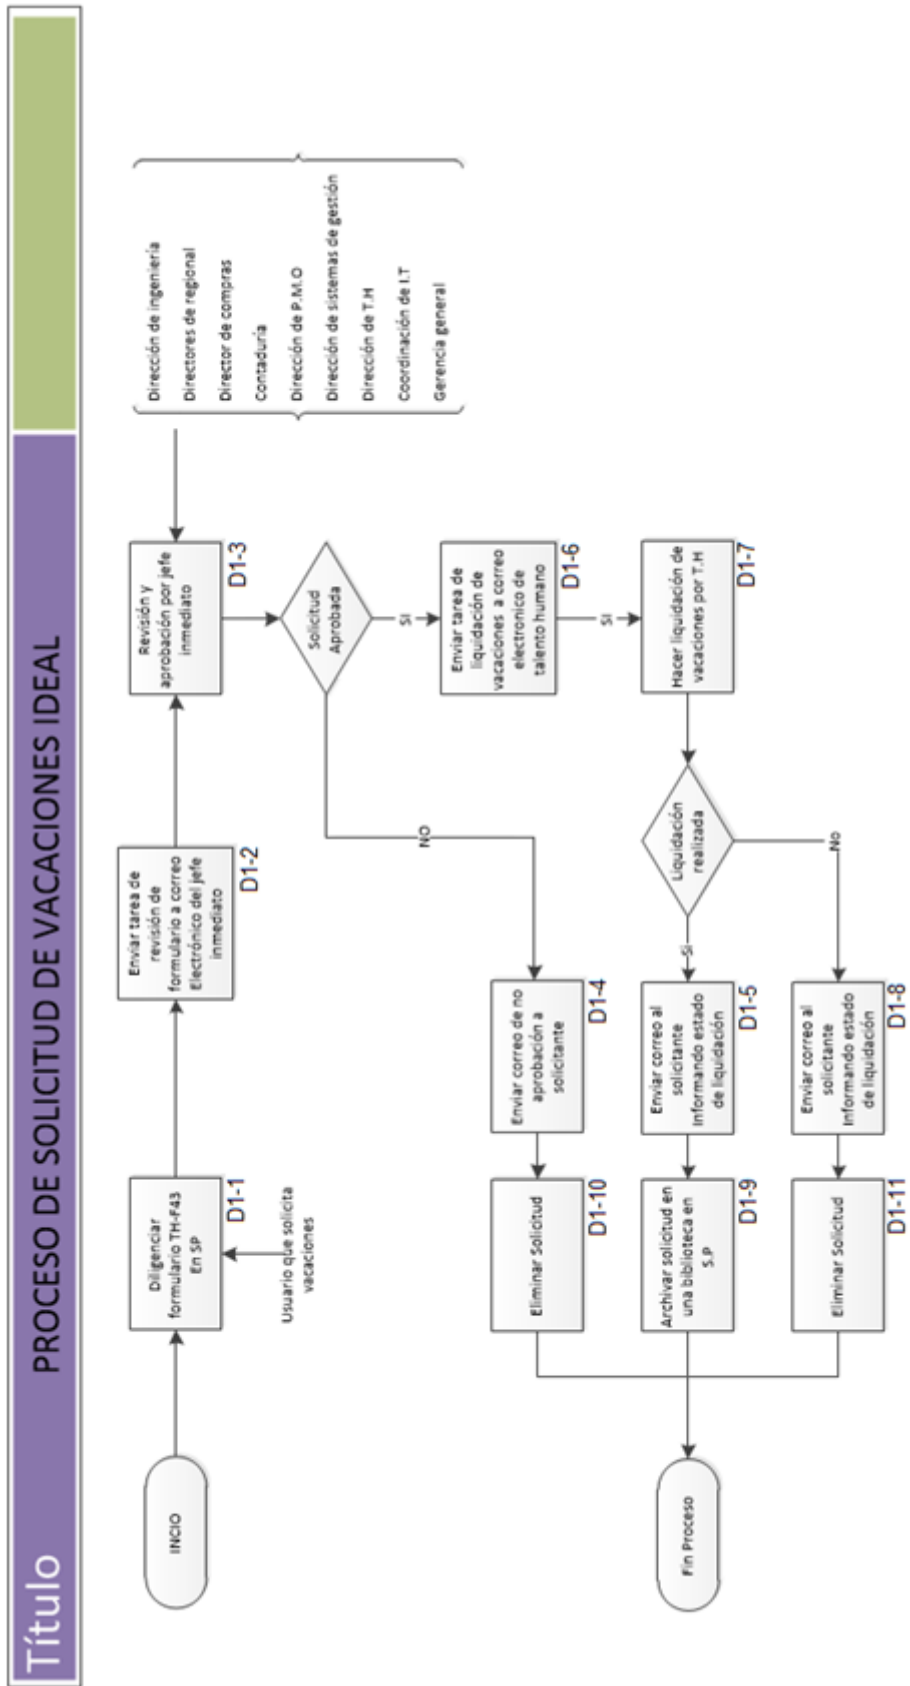 Título
PROCESO DE SOLICITUD DE VACACIONES IDEAL
INCIO
Diligenciar
formulario TH-F43
En SP
D1-1
Usuario que solicita
vacaciones
Enviar tarea de
revisión de
formulario a correo
Electrónico del jefe
inmediato
D1-2
Revisión y
aprobación por jefe
inmediato
D1-3
Dirección de ingeniería
Directores de regional
Director de compras
Contaduría
Dirección de P.M.O
Dirección de sistemas de gestión
Dirección de T.H
Coordinación de I.T
Gerencia general
Solicitud
Aprobada
SI
NO
Enviar tarea de
liquidación de
vacaciones a correo
electronico de
talento humano
D1-6
SI
Hacer liquidación de
vacaciones por T.H
D1-7
Liquidación
realizada
Si
No
Enviar correo de no
aprobación a
solicitante
D1-4
Eliminar Solicitud
D1-10
Enviar correo al
solicitante
Informando estado
de liquidación
D1-5
Archivar solicitud en
una biblioteca en
S.P
D1-9
Enviar correo al
solicitante
Informando estado
de liquidación
D1-8
Eliminar Solicitud
D1-11
Fin Proceso